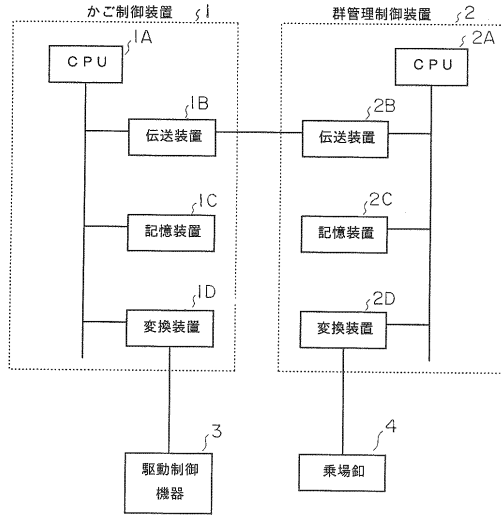 かご制御装置 1
群管理制御装置 2
1A
CPU
2A
CPU
1B
伝送装置
2B
伝送装置
1C
記憶装置
2C
記憶装置
1D
変換装置
2D
変換装置
3
駆動制御
機器
4
乗場釦